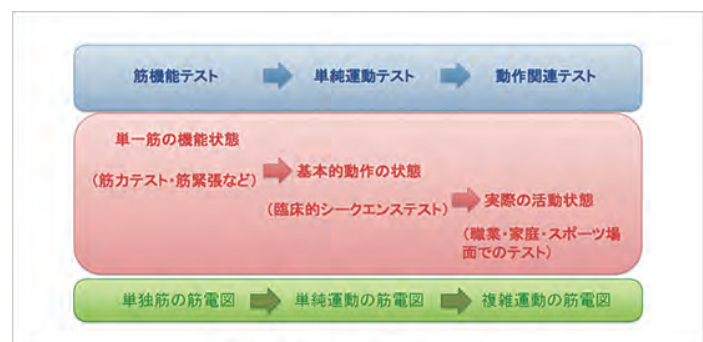 筋機能テスト
単純運動テスト
動作関連テスト
単一筋の機能状態
（筋力テスト・筋緊張など）
基本的動作の状態
（臨床的シークエンステスト）
実際の活動状態
（職業・家庭・スポーツ場
面でのテスト）
単独筋の筋電図
単純運動の筋電図
複雑運動の筋電図